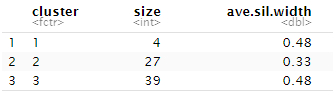 cluster size ave.sil.width
<fctr> <int> <dbl>
1 1 4 0.48
2 2 27 0.33
3 3 39 0.48